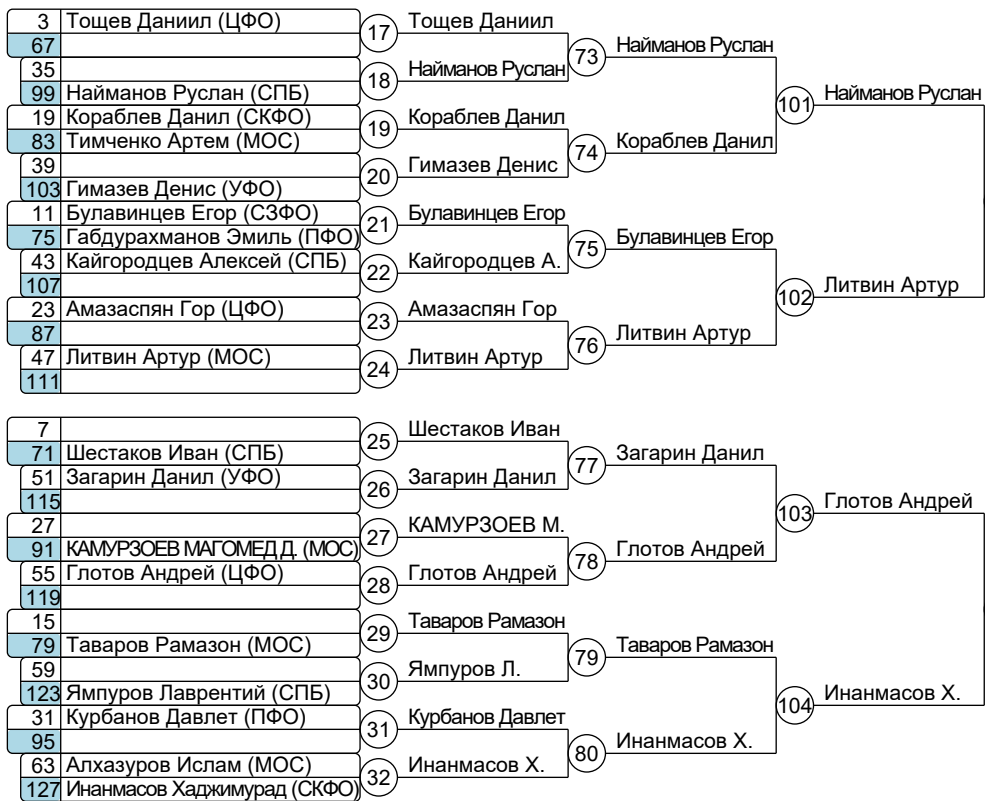 3 Тощев Даниил (ЦФО) 17 Тощев Даниил
67 73 Найманов Руслан
35 18 Найманов Руслан
99 Найманов Руслан (СПБ) 101 Найманов Руслан
19 Кораблев Данил (СКФО) 19 Кораблев Данил
83 Тимченко Артем (МОС) 74 Кораблев Данил
39 20 Гимазев Денис
103 Гимазев Денис (УФО)
11 Булавинцев Егор (СЗФО) 21 Булавинцев Егор
75 Габдурахманов Эмиль (ПФО) 75 Булавинцев Егор
43 Кайгородцев Алексей (СПБ) 22 Кайгородцев А.
107 102 Литвин Артур
23 Амазаспян Гор (ЦФО) 23 Амазаспян Гор
87 76 Литвин Артур
47 Литвин Артур (МОС) 24 Литвин Артур
111
7 25 Шестаков Иван
71 Шестаков Иван (СПБ) 77 Загарин Данил
51 Загарин Данил (УФО) 26 Загарин Данил
115 103 Глотов Андрей
27 27 КАМУРЗОЕВ М.
91 КАМУРЗОЕВ МАГОМЕД Д. (МОС) 78 Глотов Андрей
55 Глотов Андрей (ЦФО) 28 Глотов Андрей
119
15 29 Таваров Рамазон
79 Таваров Рамазон (МОС) 79 Таваров Рамазон
59 30 Ямпуров Л.
123 Ямпуров Лаврентий (СПБ) 104 Инанмасов Х.
31 Курбанов Давлет (ПФО) 31 Курбанов Давлет
95 80 Инанмасов Х.
63 Алхазуров Ислам (МОС) 32 Инанмасов Х.
127 Инанмасов Хаджимурад (СКФО)